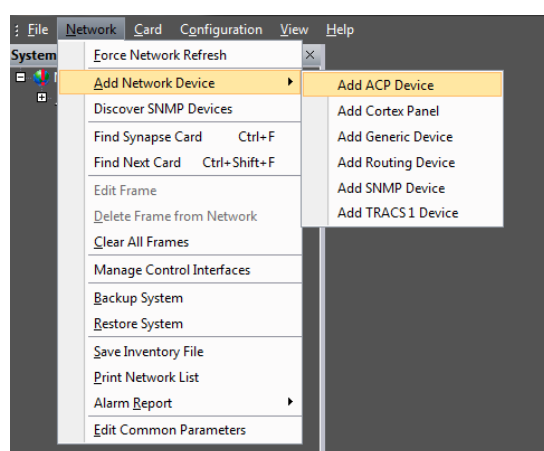 File Network Card Configuration View Help
System
Force Network Refresh
Add Network Device
Discover SNMP Devices
Find Synapse Card Ctrl+F
Find Next Card Ctrl+Shift+F
Edit Frame
Delete Frame from Network
Clear All Frames
Manage Control Interfaces
Backup System
Restore System
Save Inventory File
Print Network List
Alarm Report
Edit Common Parameters
Add ACP Device
Add Cortex Panel
Add Generic Device
Add Routing Device
Add SNMP Device
Add TRACS1 Device